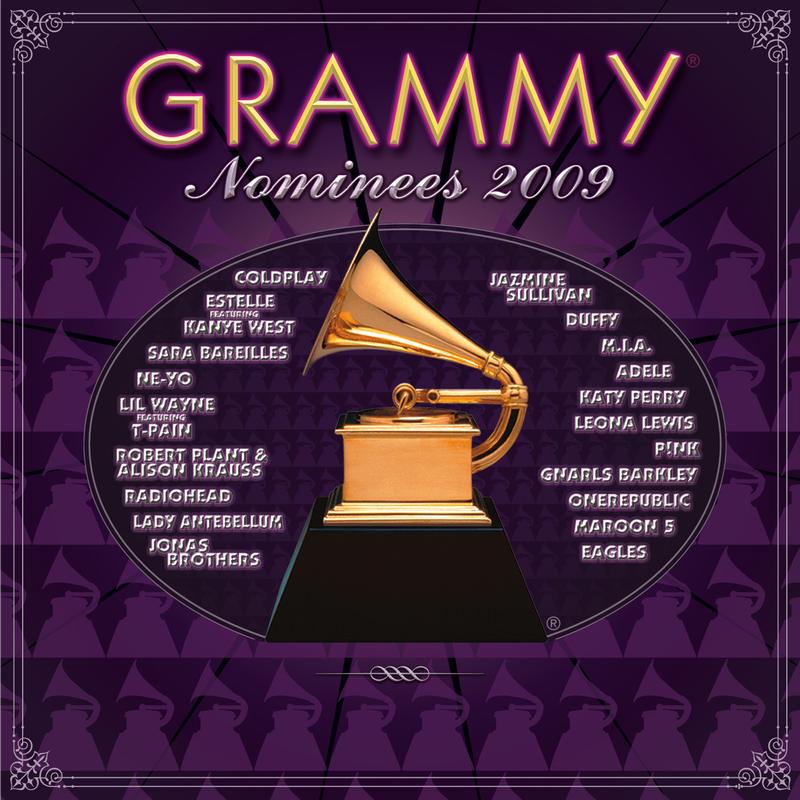 GRAMMY®
Nominees 2009
COLDPLAY
ESTELLE
FEATURING
KANYE WEST
SARA BAREILLES
NE-YO
LIL WAYNE
FEATURING
T-PAIN
ROBERT PLANT &
ALISON KRAUSS
RADIOHEAD
LADY ANTEBELLUM
JONAS
BROTHERS
JAZMINE
SULLIVAN
DUFFY
M.I.A.
ADELE
KATY PERRY
LEONA LEWIS
P!NK
GNARLS BARKLEY
ONEREPUBLIC
MAROON 5
EAGLES
®